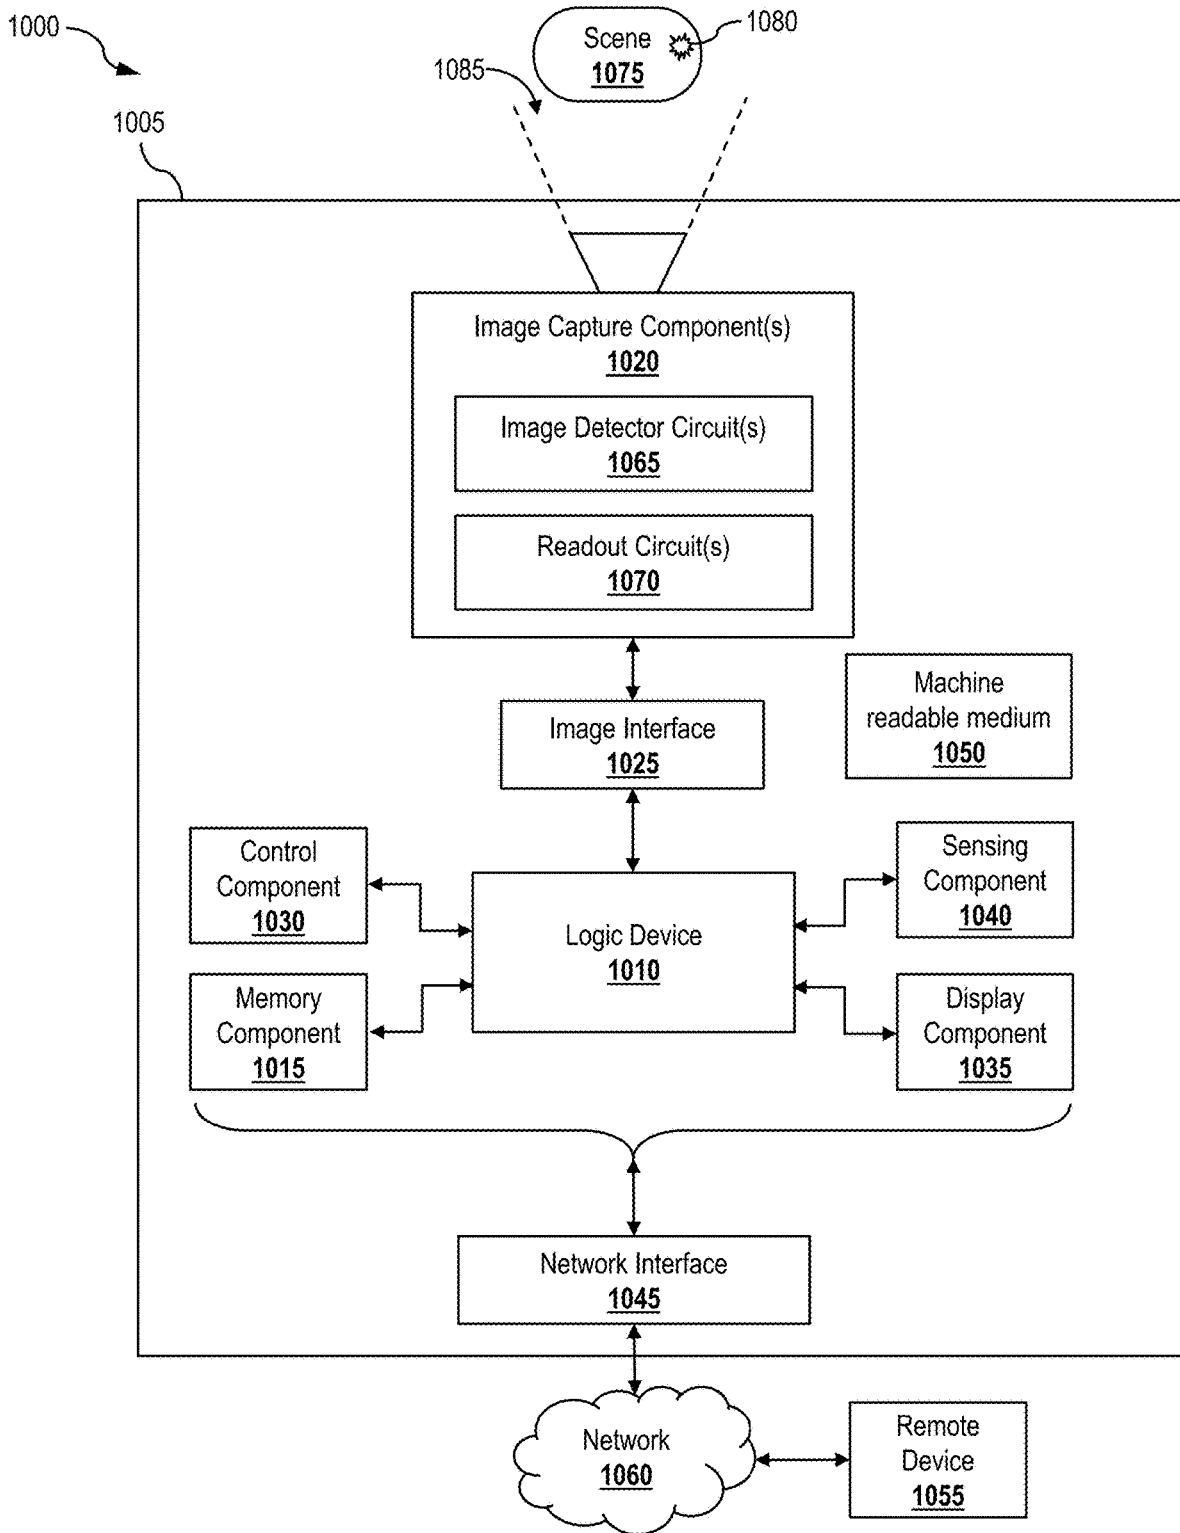 1000
Scene
1075
1080
1085
1005
Image Capture Component(s)
1020
Image Detector Circuit(s)
1065
Readout Circuit(s)
1070
Image Interface
1025
Machine
readable medium
1050
Control
Component
1030
Sensing
Component
1040
Logic Device
1010
Memory
Component
1015
Display
Component
1035
Network Interface
1045
Network
1060
Remote
Device
1055